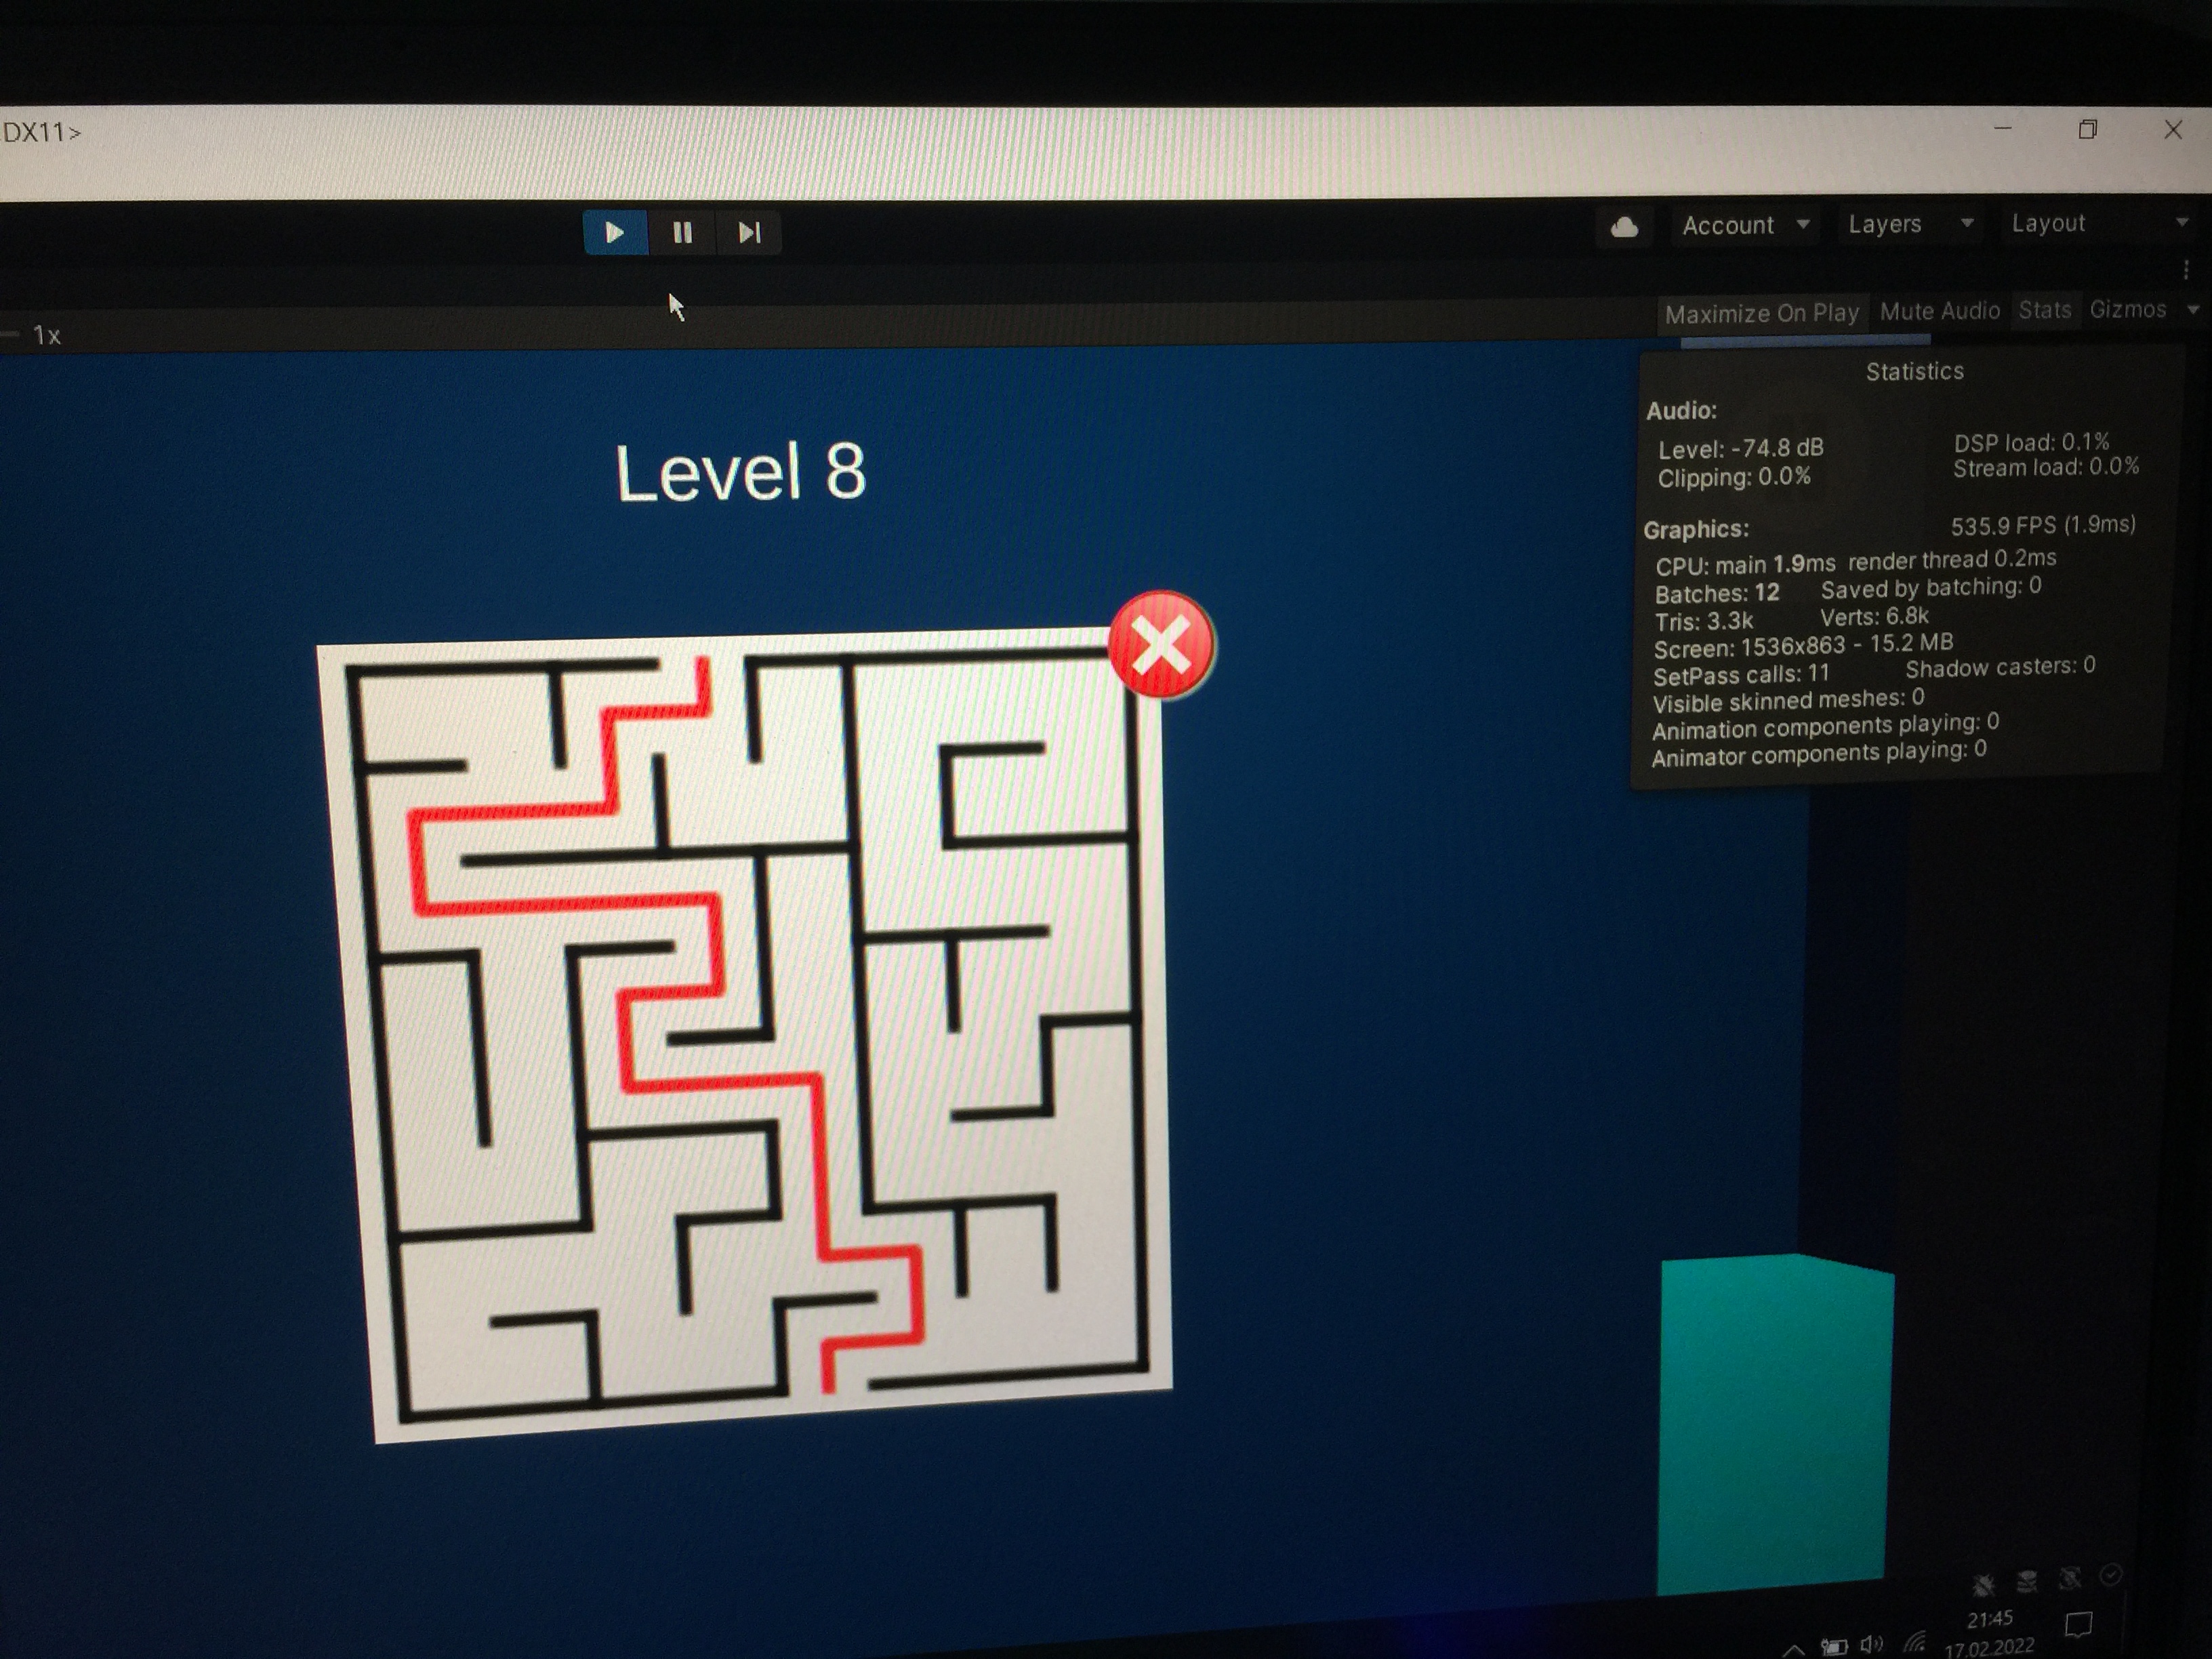 DX11>
Account Layers Layout
1x Maximize On Play Mute Audio Stats Gizmos
Level 8
Statistics
Audio:
Level: -74.8 dB DSP load: 0.1%
Clipping: 0.0% Stream load: 0.0%
Graphics: 535.9 FPS (1.9ms)
CPU: main 1.9ms render thread 0.2ms
Batches: 12 Saved by batching: 0
Tris: 3.3k Verts: 6.8k
Screen: 1536x863 - 15.2 MB
SetPass calls: 11 Shadow casters: 0
Visible skinned meshes: 0
Animation components playing: 0
Animator components playing: 0
21:45
17.02.2022